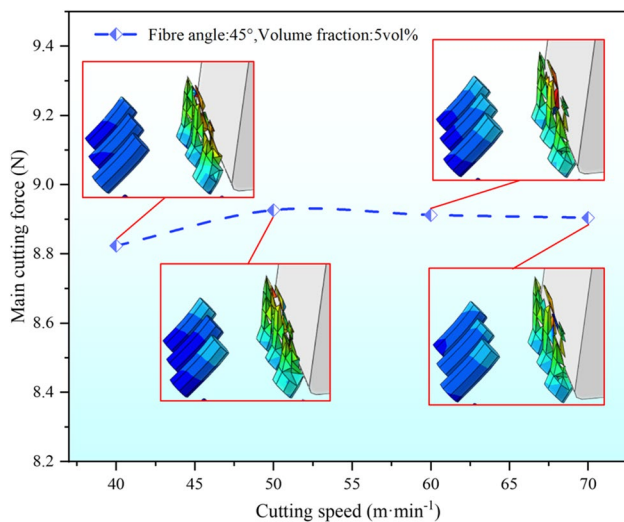 Fibre angle:45°,Volume fraction:5vol%
Main cutting force (N)
9.4
9.2
9.0
8.8
8.6
8.4
8.2
40 45 50 55 60 65 70
Cutting speed (m·min⁻¹)